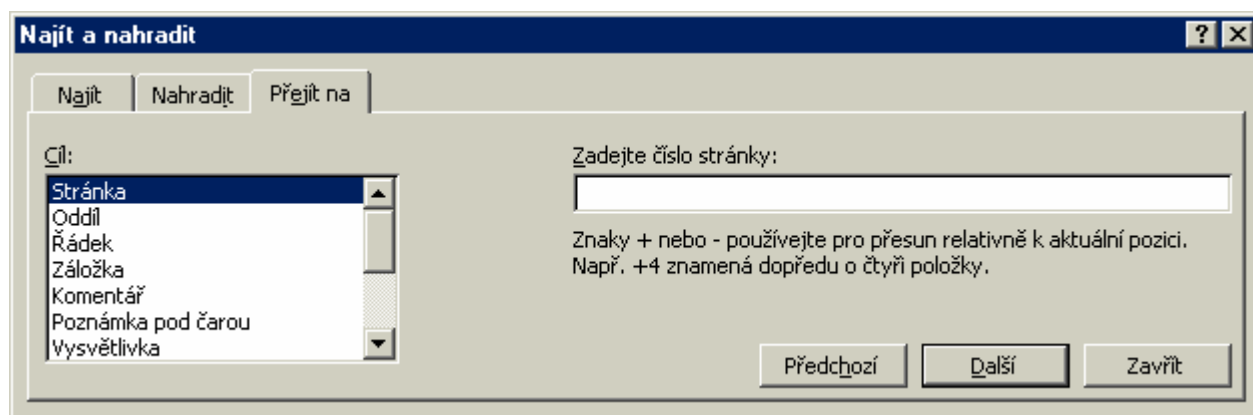 Najít a nahradit
Najít
Nahradit
Přejít na
Cíl:
Stránka
Oddíl
Řádek
Záložka
Komentář
Poznámka pod čarou
Vysvětlivka
Zadejte číslo stránky:
Znaky + nebo - používejte pro přesun relativně k aktuální pozici.
Např. +4 znamená dopředu o čtyři položky.
Předchozí
Další
Zavřít